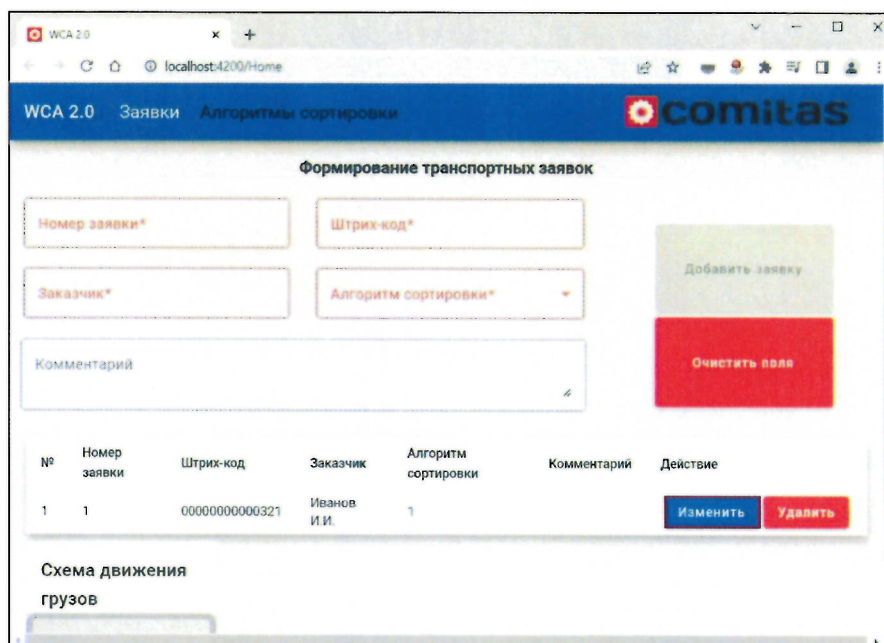 WCA 2.0
localhost:4200/Home
WCA 2.0 Заявки Алгоритмы сортировки comitas
Формирование транспортных заявок
Номер заявки* Штрих-код*
Добавить заявку
Заказчик* Алгоритм сортировки*
Комментарий
Очистить поля
№ Номер заявки Штрих-код Заказчик Алгоритм сортировки Комментарий Действие
1 1 00000000000321 Иванов И.И. 1 Изменить Удалить
Схема движения
грузов